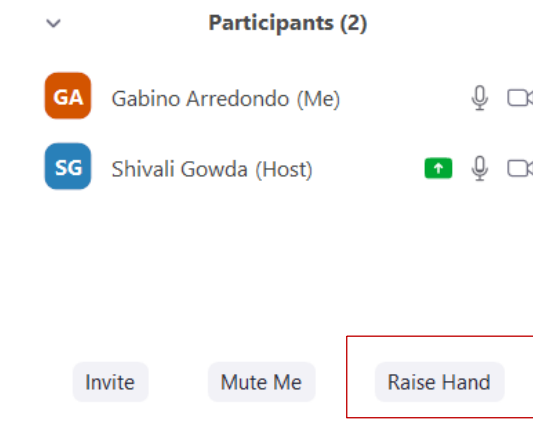 Participants (2)
GA Gabino Arredondo (Me)
SG Shivali Gowda (Host)
Invite Mute Me Raise Hand